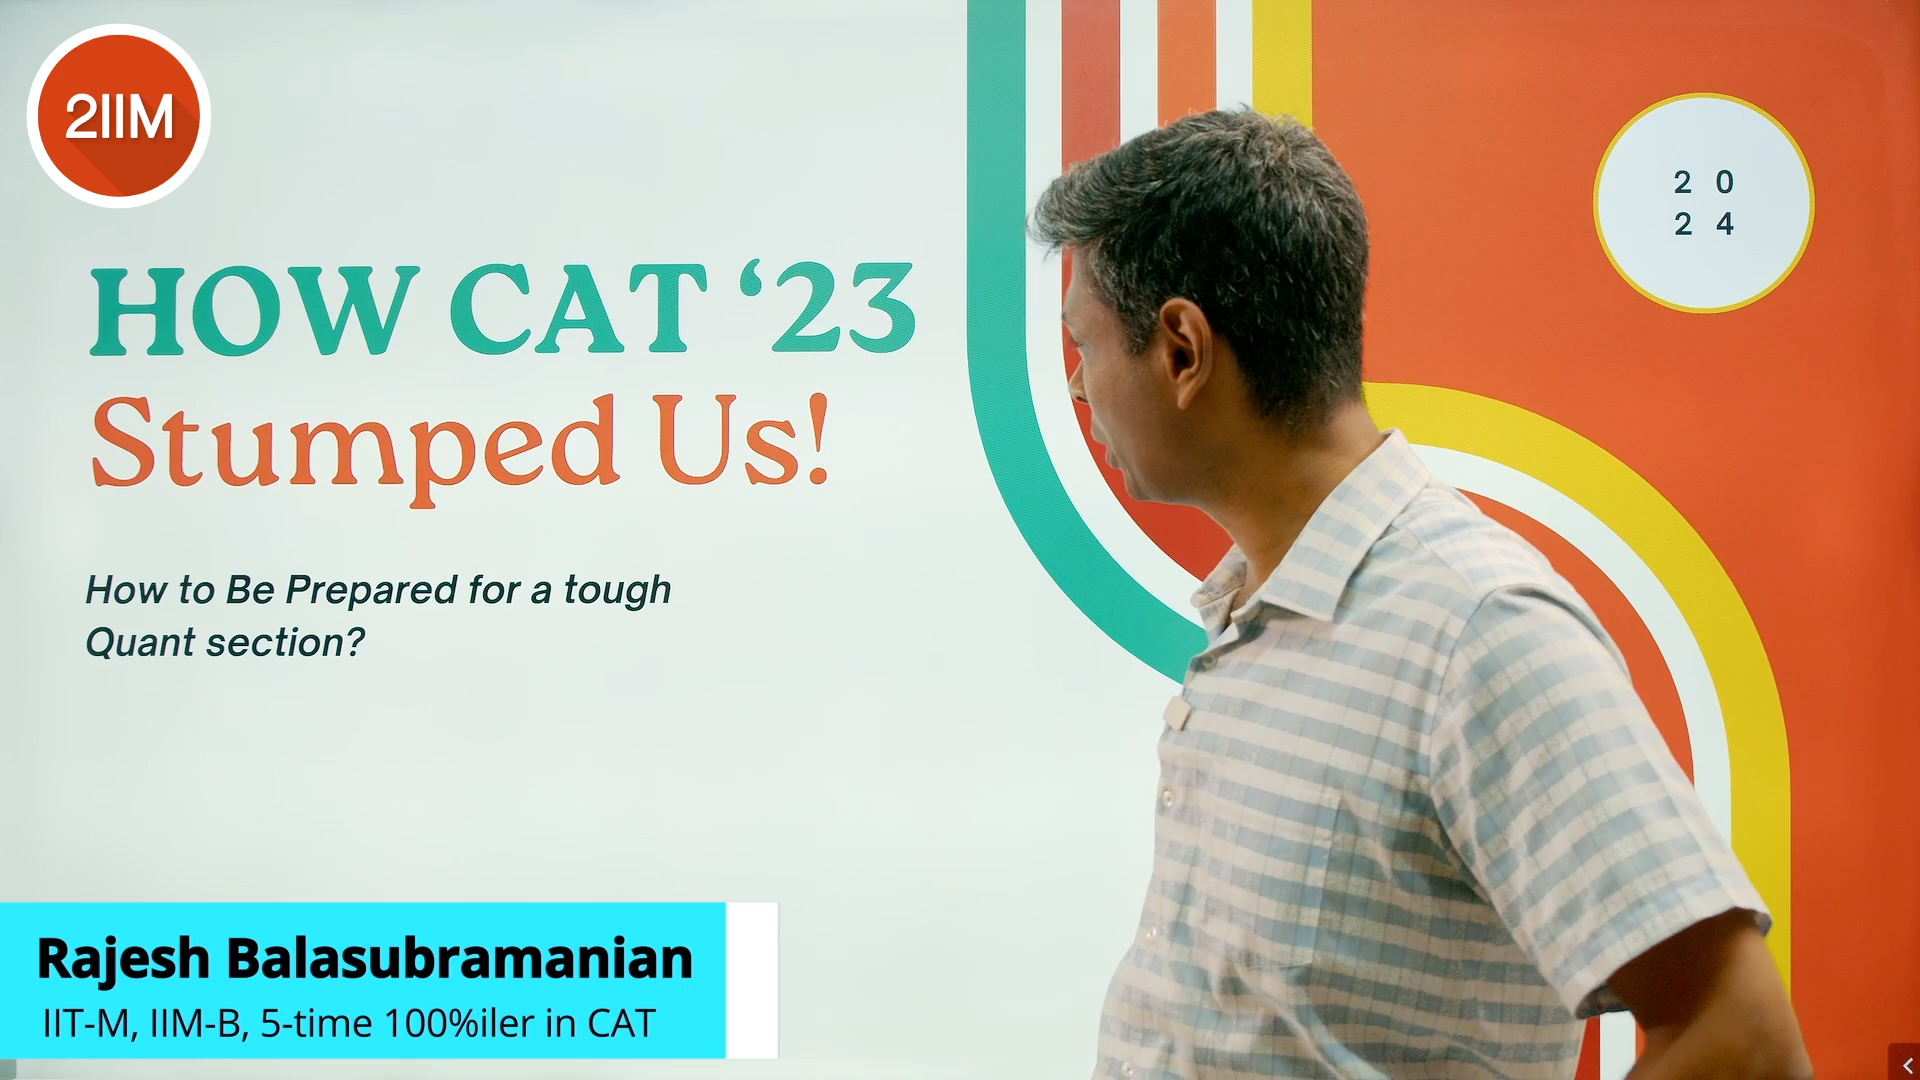 2IIM
2 0
2 4
HOW CAT ‘23
Stumped Us!
How to Be Prepared for a tough
Quant section?
Rajesh Balasubramanian
IIT-M, IIM-B, 5-time 100%iler in CAT